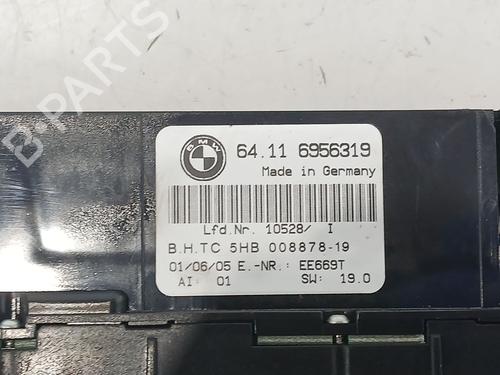 BMW
64.11 6956319
Made in Germany
Lfd.Nr. 10528/ I
B.H.TC 5HB 008878-19
01/06/05 E.-NR.: EE669T
AI: 01 SW: 19.0